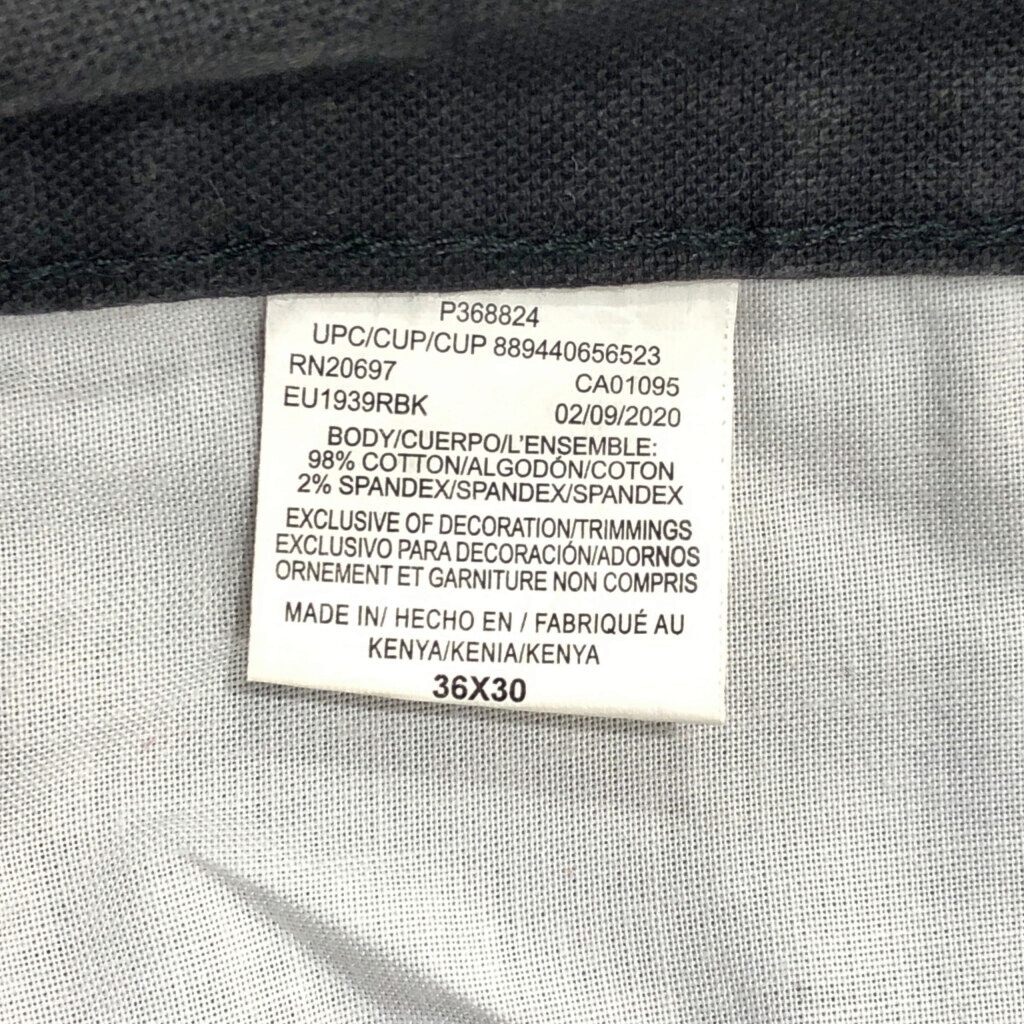 P368824
UPC/CUP/CUP 889440656523
RN20697 CA01095
EU1939RBK 02/09/2020
BODY/CUERPO/L'ENSEMBLE:
98% COTTON/ALGODÓN/COTON
2% SPANDEX/SPANDEX/SPANDEX
EXCLUSIVE OF DECORATION/TRIMMINGS
EXCLUSIVO PARA DECORACIÓN/ADORNOS
ORNEMENT ET GARNITURE NON COMPRIS
MADE IN/ HECHO EN / FABRIQUÉ AU
KENYA/KENIA/KENYA
36X30